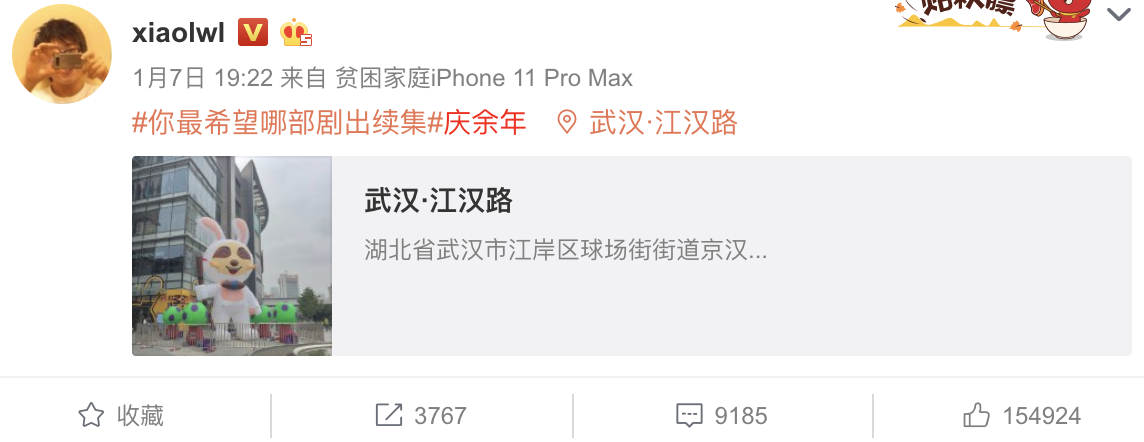 xiaolwl
1月7日 19:22 来自 贫困家庭iPhone 11 Pro Max
#你最希望哪部剧出续集#庆余年 武汉·江汉路
武汉·江汉路
湖北省武汉市江岸区球场街街道京汉...
收藏
3767
9185
154924